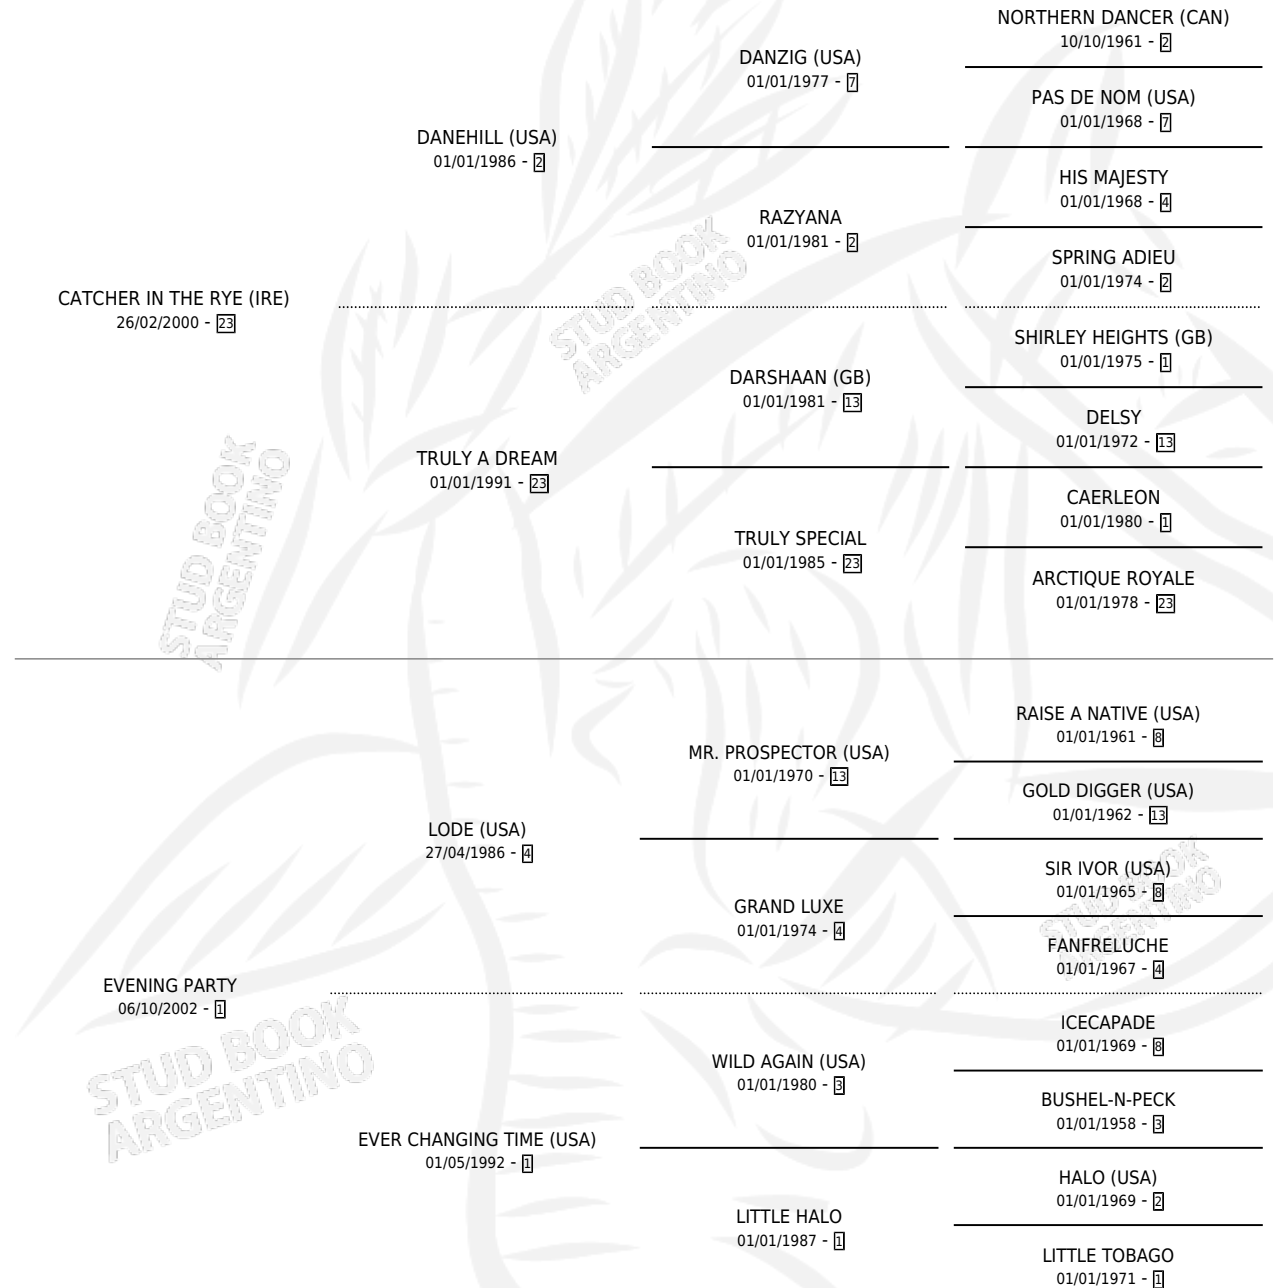 NORTHERN DANCER (CAN)
10/10/1961 - 2
DANZIG (USA)
01/01/1977 - 7
PAS DE NOM (USA)
01/01/1968 - 7
DANEHILL (USA)
01/01/1986 - 2
HIS MAJESTY
01/01/1968 - 4
RAZYANA
01/01/1981 - 2
SPRING ADIEU
01/01/1974 - 2
STUD BOOK
ARGENTINO
CATCHER IN THE RYE (IRE)
26/02/2000 - 23
SHIRLEY HEIGHTS (GB)
01/01/1975 - 1
DARSHAAN (GB)
01/01/1981 - 13
DELSY
01/01/1972 - 13
TRULY A DREAM
01/01/1991 - 23
CAERLEON
01/01/1980 - 1
TRULY SPECIAL
01/01/1985 - 23
ARCTIQUE ROYALE
01/01/1978 - 23
STUD BOOK
ARGENTINO
RAISE A NATIVE (USA)
01/01/1961 - 8
MR. PROSPECTOR (USA)
01/01/1970 - 13
GOLD DIGGER (USA)
01/01/1962 - 13
LODE (USA)
27/04/1986 - 4
SIR IVOR (USA)
01/01/1965 - 8
GRAND LUXE
01/01/1974 - 4
FANFRELUCHE
01/01/1967 - 4
STUD BOOK
ARGENTINO
EVENING PARTY
06/10/2002 - 1
ICECAPADE
01/01/1969 - 8
WILD AGAIN (USA)
01/01/1980 - 3
BUSHEL-N-PECK
01/01/1958 - 3
STUD BOOK
ARGENTINO
EVER CHANGING TIME (USA)
01/05/1992 - 1
HALO (USA)
01/01/1969 - 2
LITTLE HALO
01/01/1987 - 1
LITTLE TOBAGO
01/01/1971 - 1